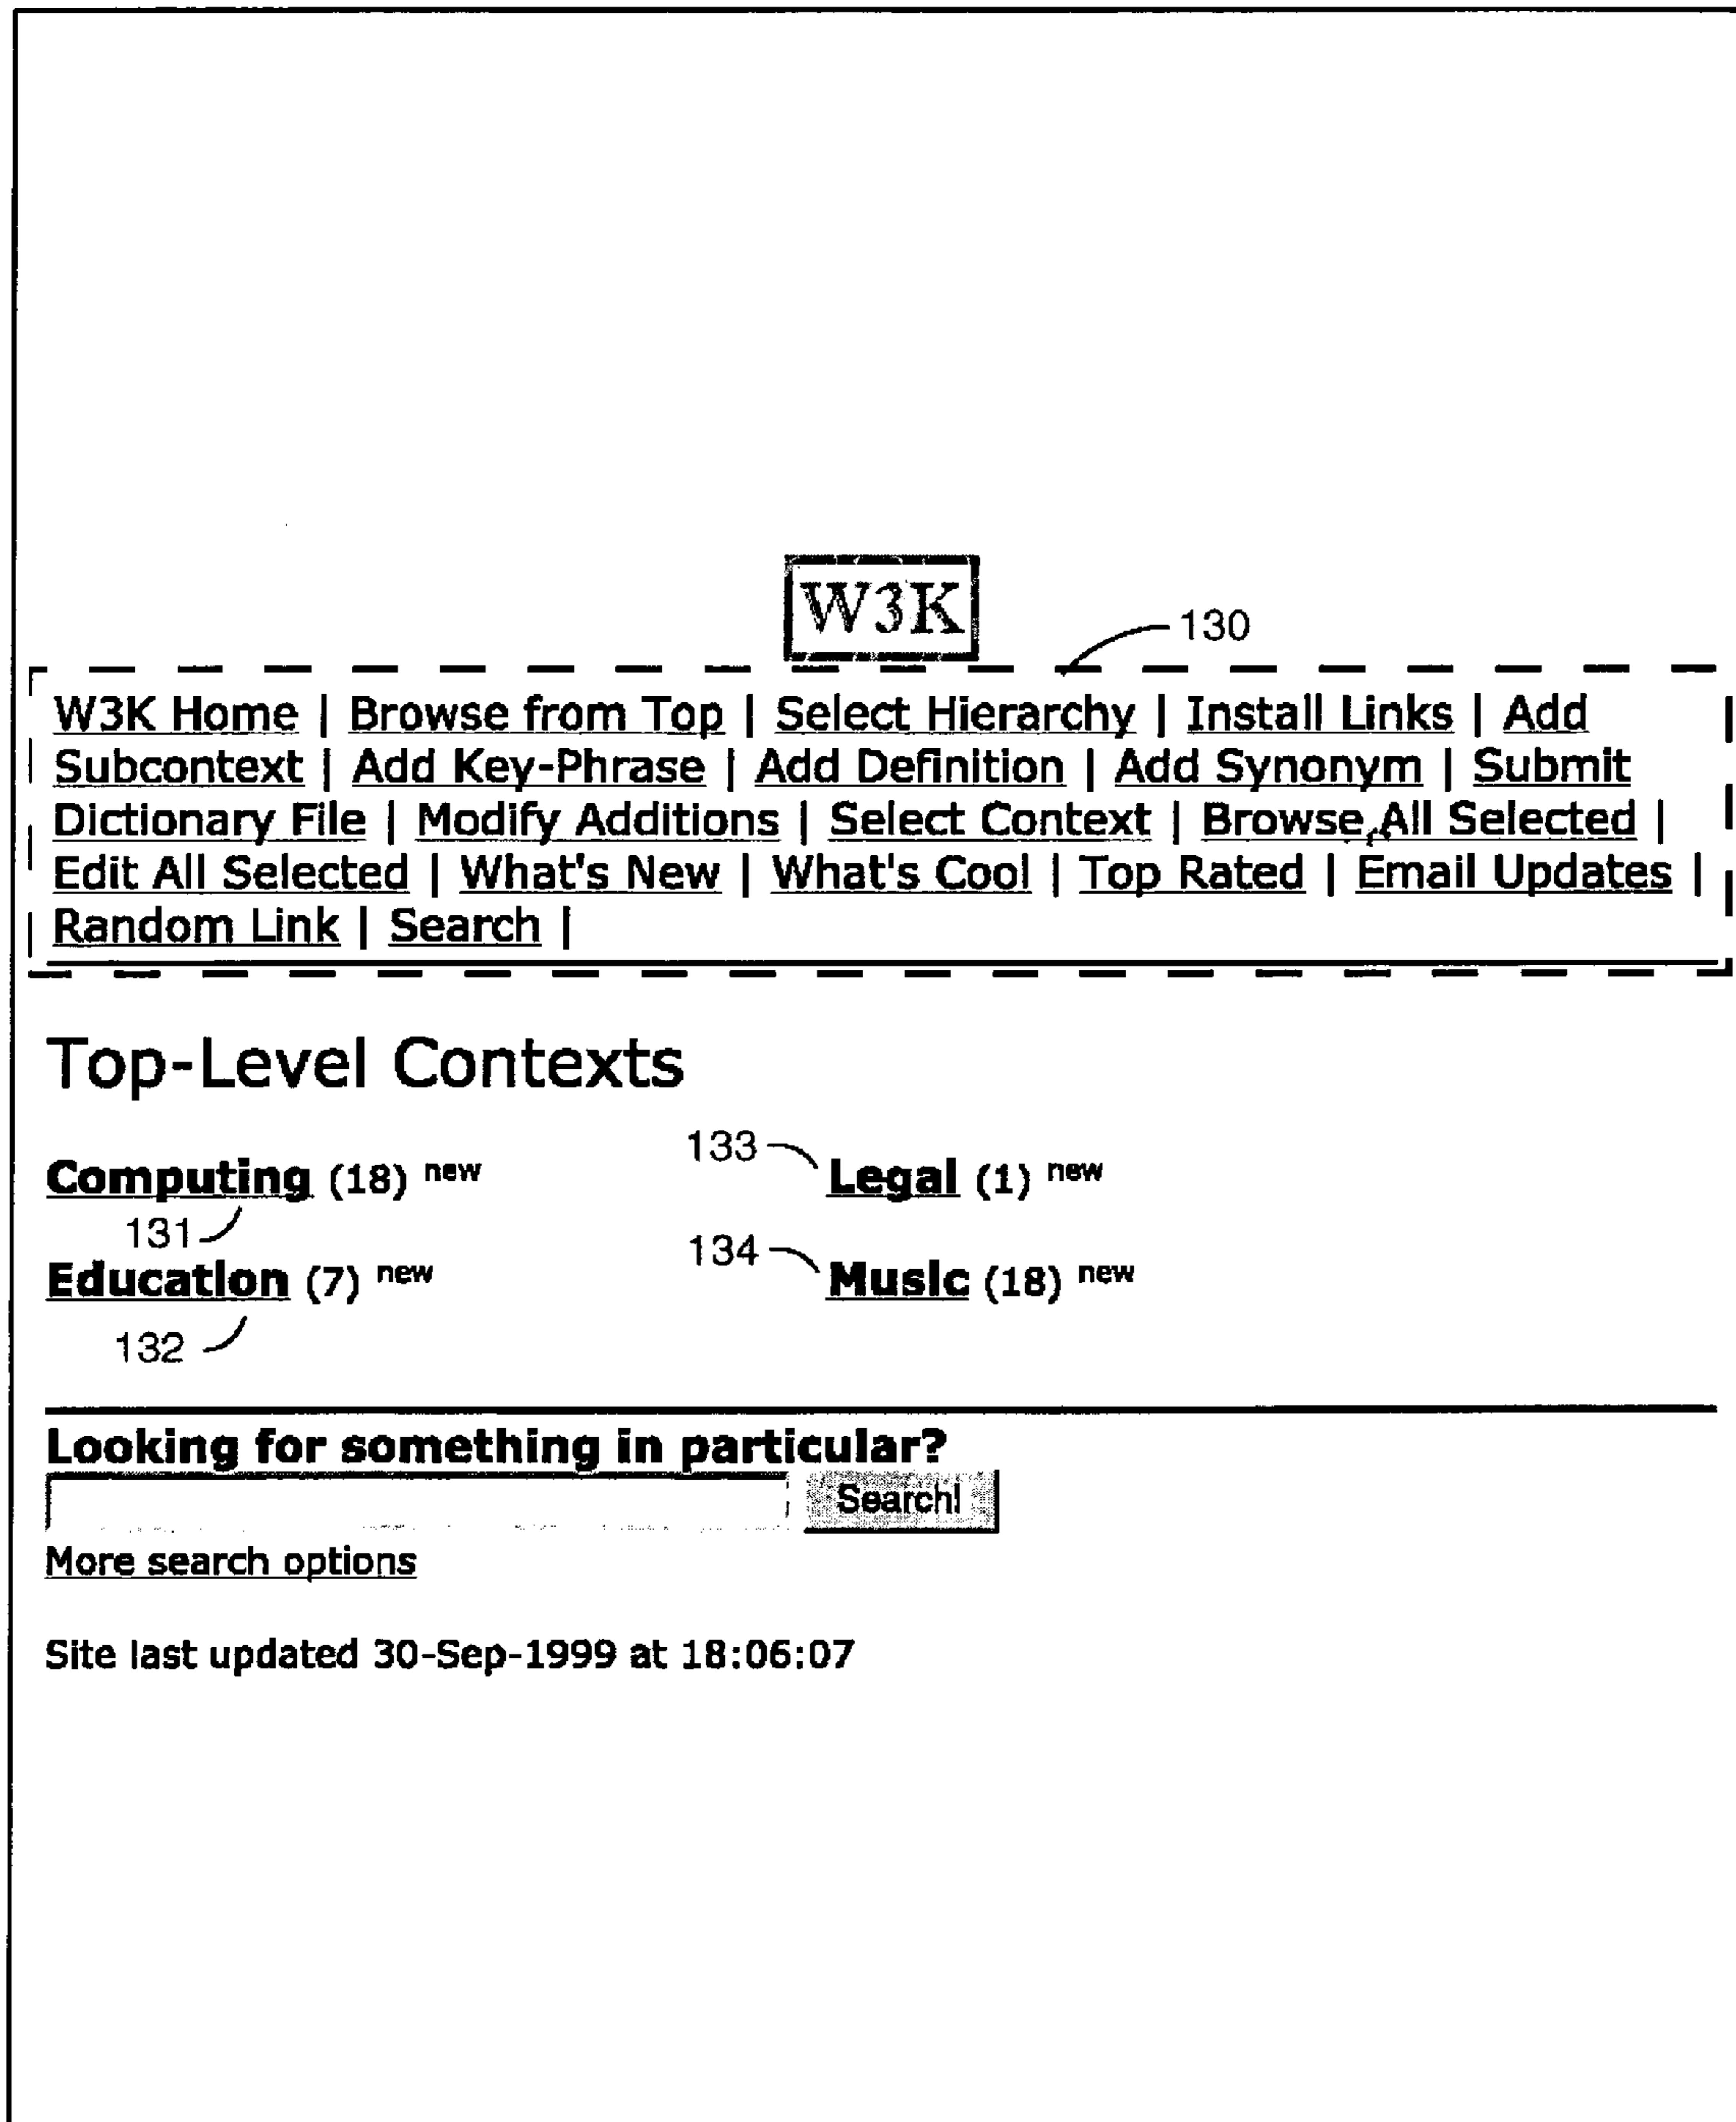 W3K
130
W3K Home | Browse from Top | Select Hierarchy | Install Links | Add
Subcontext | Add Key-Phrase | Add Definition | Add Synonym | Submit
Dictionary File | Modify Additions | Select Context | Browse All Selected |
Edit All Selected | What's New | What's Cool | Top Rated | Email Updates |
Random Link | Search |
Top-Level Contexts
133
Computing (18) new Legal (1) new
131
134
Education (7) new Music (18) new
132
Looking for something in particular?
Search!
More search options
Site last updated 30-Sep-1999 at 18:06:07